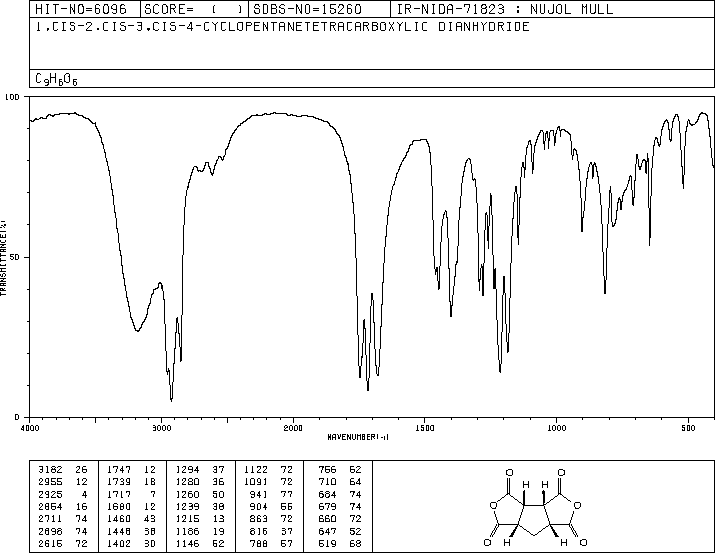 HIT-NO=6096 SCORE= ( ) SDBS-NO=15260 IR-NIDA-71823 : NUJOL MULL
1,CIS-2,CIS-3,CIS-4-CYCLOPENTANETETRACARBOXYLIC DIANHYDRIDE
C9H6O6
100
50
0
TRANSMITTANCE(%)
4000 3000 2000 1500 1000 500
WAVENUMBER(-1)
3182 26 1747 12 1294 37 1122 72 756 62
2955 12 1739 18 1280 36 1091 72 710 64
2925 4 1717 7 1260 50 941 77 684 74
2854 16 1680 12 1239 38 904 55 679 74
2711 74 1460 43 1215 13 863 72 660 72
2698 74 1448 38 1186 19 816 37 647 52
2615 72 1402 30 1146 52 788 57 519 68
O O
H H
O O
O H H O